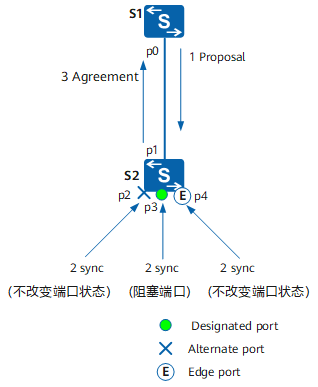 S1
S
p0
1 Proposal
3 Agreement
p1
S2
S
p2
p3
E
p4
2 sync
2 sync
2 sync
(不改变端口状态)
(阻塞端口)
(不改变端口状态)
Designated port
Alternate port
E
Edge port